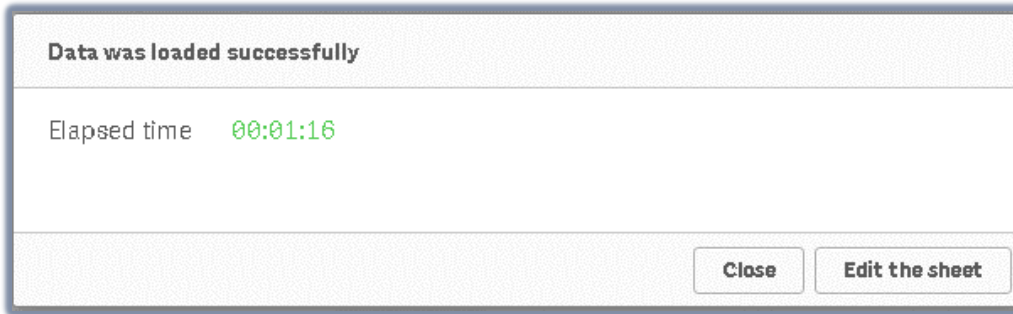 Data was loaded successfully
Elapsed time 00:01:16
Close Edit the sheet